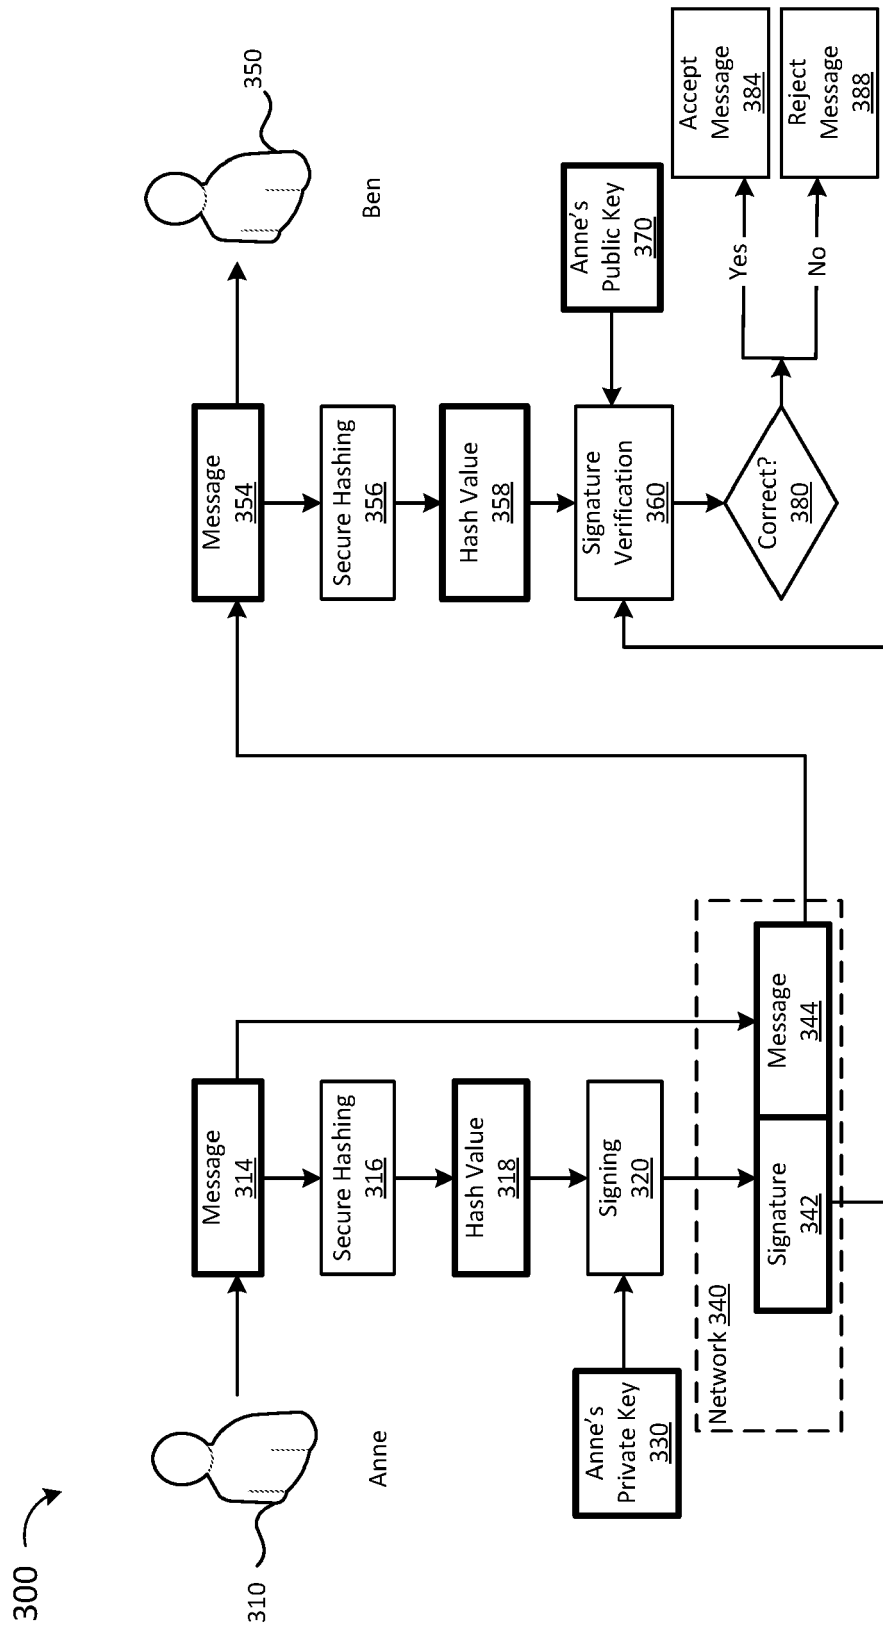 300
310
Anne
Message
314
Secure Hashing
316
Hash Value
318
Signing
320
Anne's
Private Key
330
Network 340
Signature
342
Message
344
350
Ben
Message
354
Secure Hashing
356
Hash Value
358
Signature
Verification
360
Anne's
Public Key
370
Correct?
380
Yes
No
Accept
Message
384
Reject
Message
388